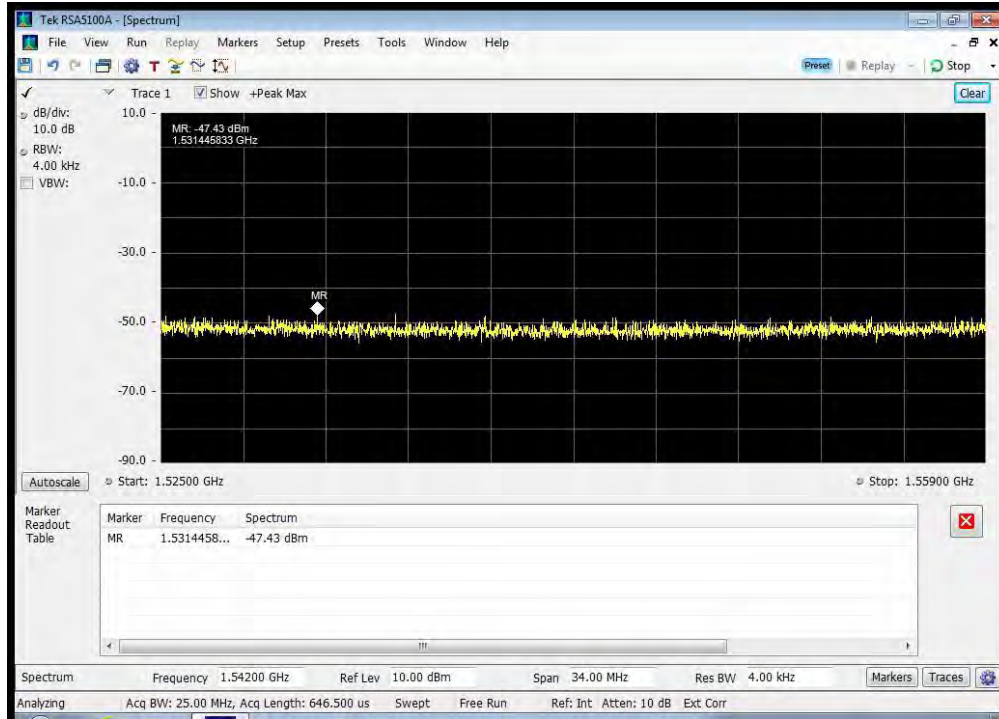 Tek RSA5100A - [Spectrum]
File View Run Replay Markers Setup Presets Tools Window Help
Preset Replay Stop
Trace 1 Show +Peak Max Clear
dB/div:
10.0 dB
RBW:
4.00 kHz
VBW:
10.0
MR: -47.43 dBm
1.531445833 GHz
-10.0
-30.0
MR
-50.0
-70.0
-90.0
Autoscale Start: 1.52500 GHz Stop: 1.55900 GHz
Marker
Readout
Table
Marker Frequency Spectrum
MR 1.5314458... -47.43 dBm
Spectrum Frequency 1.54200 GHz Ref Lev 10.00 dBm Span 34.00 MHz Res BW 4.00 kHz Markers Traces
Analyzing Acq BW: 25.00 MHz, Acq Length: 646.500 us Swept Free Run Ref: Int Atten: 10 dB Ext Corr